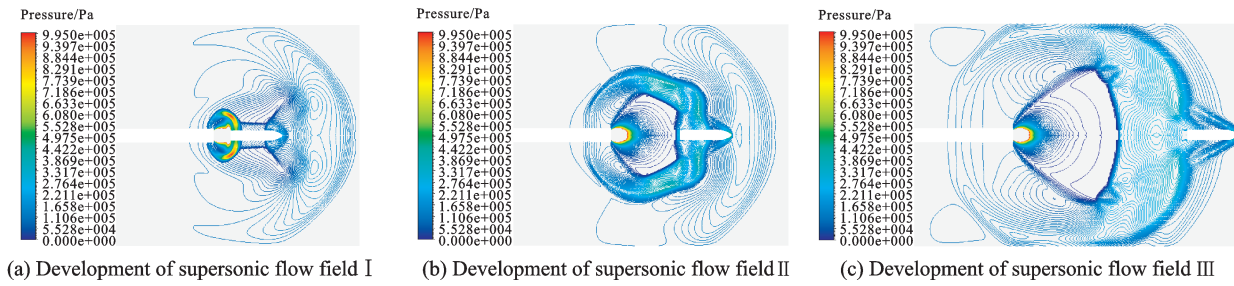 Pressure/Pa
9.950e+005
9.397e+005
8.844e+005
8.291e+005
7.739e+005
7.186e+005
6.633e+005
6.080e+005
5.528e+005
4.975e+005
4.422e+005
3.869e+005
3.317e+005
2.764e+005
2.211e+005
1.658e+005
1.106e+005
5.528e+004
0.000e+000
(a) Development of supersonic flow field Ⅰ
Pressure/Pa
9.950e+005
9.397e+005
8.844e+005
8.291e+005
7.739e+005
7.186e+005
6.633e+005
6.080e+005
5.528e+005
4.975e+005
4.422e+005
3.869e+005
3.317e+005
2.764e+005
2.211e+005
1.658e+005
1.106e+005
5.528e+004
0.000e+000
(b) Development of supersonic flow field Ⅱ
Pressure/Pa
9.950e+005
9.397e+005
8.844e+005
8.291e+005
7.739e+005
7.186e+005
6.633e+005
6.080e+005
5.528e+005
4.975e+005
4.422e+005
3.869e+005
3.317e+005
2.764e+005
2.211e+005
1.658e+005
1.106e+005
5.528e+004
0.000e+000
(c) Development of supersonic flow field Ⅲ